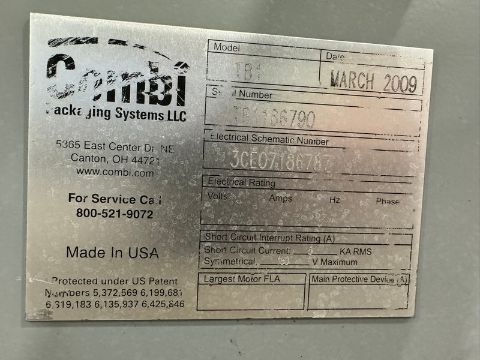 Combi
Packaging Systems LLC
5365 East Center Dr. NE
Canton, OH 44721
www.combi.com
For Service Call
800-521-9072
Made In USA
Protected under US Patent
Numbers 5,372,569 6,199,681
6,319,183 6,135,937 6,425,846
Model
Date
MARCH 2009
Serial Number
Electrical Schematic Number
Electrical Rating
Volts Amps Hz Phase
Short Circuit Interrupt Rating (A)
Short Circuit Current KA RMS
Symmetrical, V Maximum
Largest Motor FLA
Main Protective Device (A)